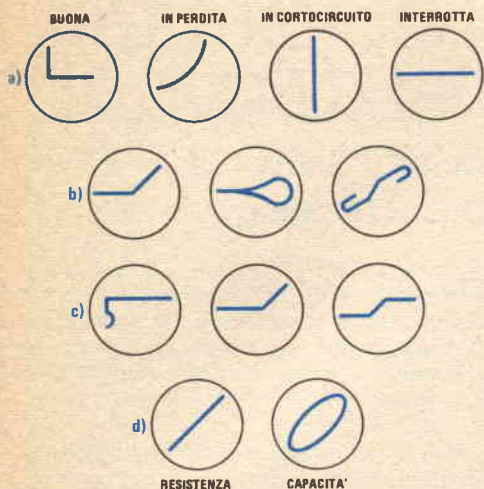 BUONA IN PERDITA IN CORTOCIRCUITO INTERROTTA
a)
b)
c)
d)
RESISTENZA CAPACITA'